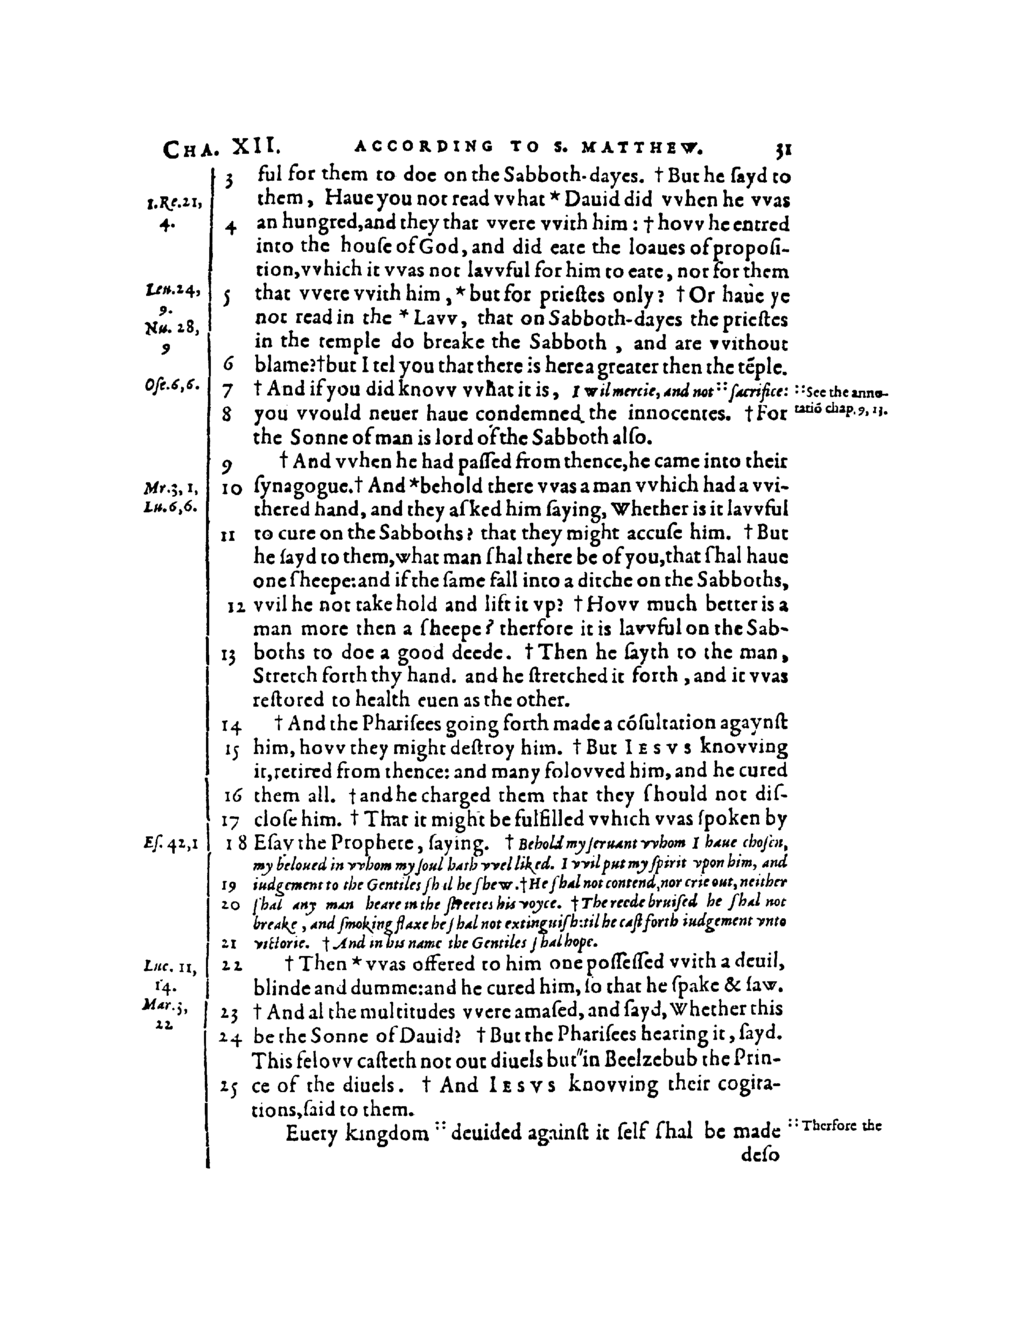 CHA. XII. ACCORDING TO S. MATTHEW. 31
3 ful for them to doe on the Sabboth-dayes. † But he ſayd to
1.Re.21, them, Haue you not read vvhat * Dauid did vvhen he vvas
4. 4 an hungred,and they that vvere vvith him : † hovv he entred
into the houſe of God, and did eate the loaues of propoſi-
tion,vvhich it vvas not lavvful for him to eate, nor for them
Leu.24, 5 that vvere vvith him , * but for prieſtes only? † Or haue ye
9.
Nu. 28, not read in the * Lavv, that on Sabboth-dayes the prieſtes
9 in the temple do breake the Sabboth , and are vvithout
6 blame?†but I tel you that there is here a greater then the tẽple.
Oſe.6,6. 7 † And if you did knovv vvhat it is, I wil mercie, and not :: ſacrifice: :: See the anno-
8 you vvould neuer haue condemned the innocentes. † For tatiõ chap.9, 13.
the Sonne of man is lord of the Sabboth alſo.
9 † And vvhen he had paſſed from thence,he came into their
Mr.3, 1, 10 ſynagogue.† And *behold there vvas a man vvhich had a vvi-
Lu.6,6. thered hand, and they aſked him ſaying, Whether is it lavvful
11 to cure on the Sabboths? that they might accuſe him. † But
he ſayd to them,what man ſhal there be of you,that ſhal haue
one ſheepe:and if the ſame fall into a ditche on the Sabboths,
12 vvil he not take hold and lift it vp? † Hovv much better is a
man more then a ſheepe? therfore it is lavvful on the Sab-
13 boths to doe a good deede. † Then he ſayth to the man,
Stretch forth thy hand. and he ſtretched it forth , and it vvas
reſtored to health euen as the other.
14 † And the Phariſees going forth made a cóſultation agaynſt
15 him, hovv they might deſtroy him. † But IESVS knovving
it,retired from thence: and many folovved him, and he cured
16 them all. † and he charged them that they ſhould not diſ-
17 cloſe him. † That it might be fulfilled vvhich vvas ſpoken by
Eſ. 42,1 18 Eſay the Prophete, ſaying. † Behold my ſeruant vvhom I haue choſen,
my beloued in vvhom my ſoul hath vvel liked. I vvil put my ſpirit vpon him, and
19 iudgement to the Gentiles ſhal he ſhew.†He ſhal not contend,nor crie out, neither
20 ſhal any man heare in the ſtreetes his voyce. † The reede bruiſed he ſhal not
breake , and ſmoking flaxe he ſhal not extinguiſh:til he caſt forth iudgement vnto
21 victorie. † And in his name the Gentiles ſhal hope.
Luc. 11, 22 † Then * vvas offered to him one poſſeſſed vvith a deuil,
14. blinde and dumme:and he cured him, ſo that he ſpake & ſaw.
Mar.3, 23 † And al the multitudes vvere amaſed, and ſayd, Whether this
22 24 be the Sonne of Dauid? † But the Phariſees hearing it , ſayd.
This felovv caſteth not out diuels but "in Beelzebub the Prin-
25 ce of the diuels. † And IESVS knovving their cogita-
tions,ſaid to them.
Euery kingdom :: deuided againſt it ſelf ſhal be made :: Therfore the
deſo